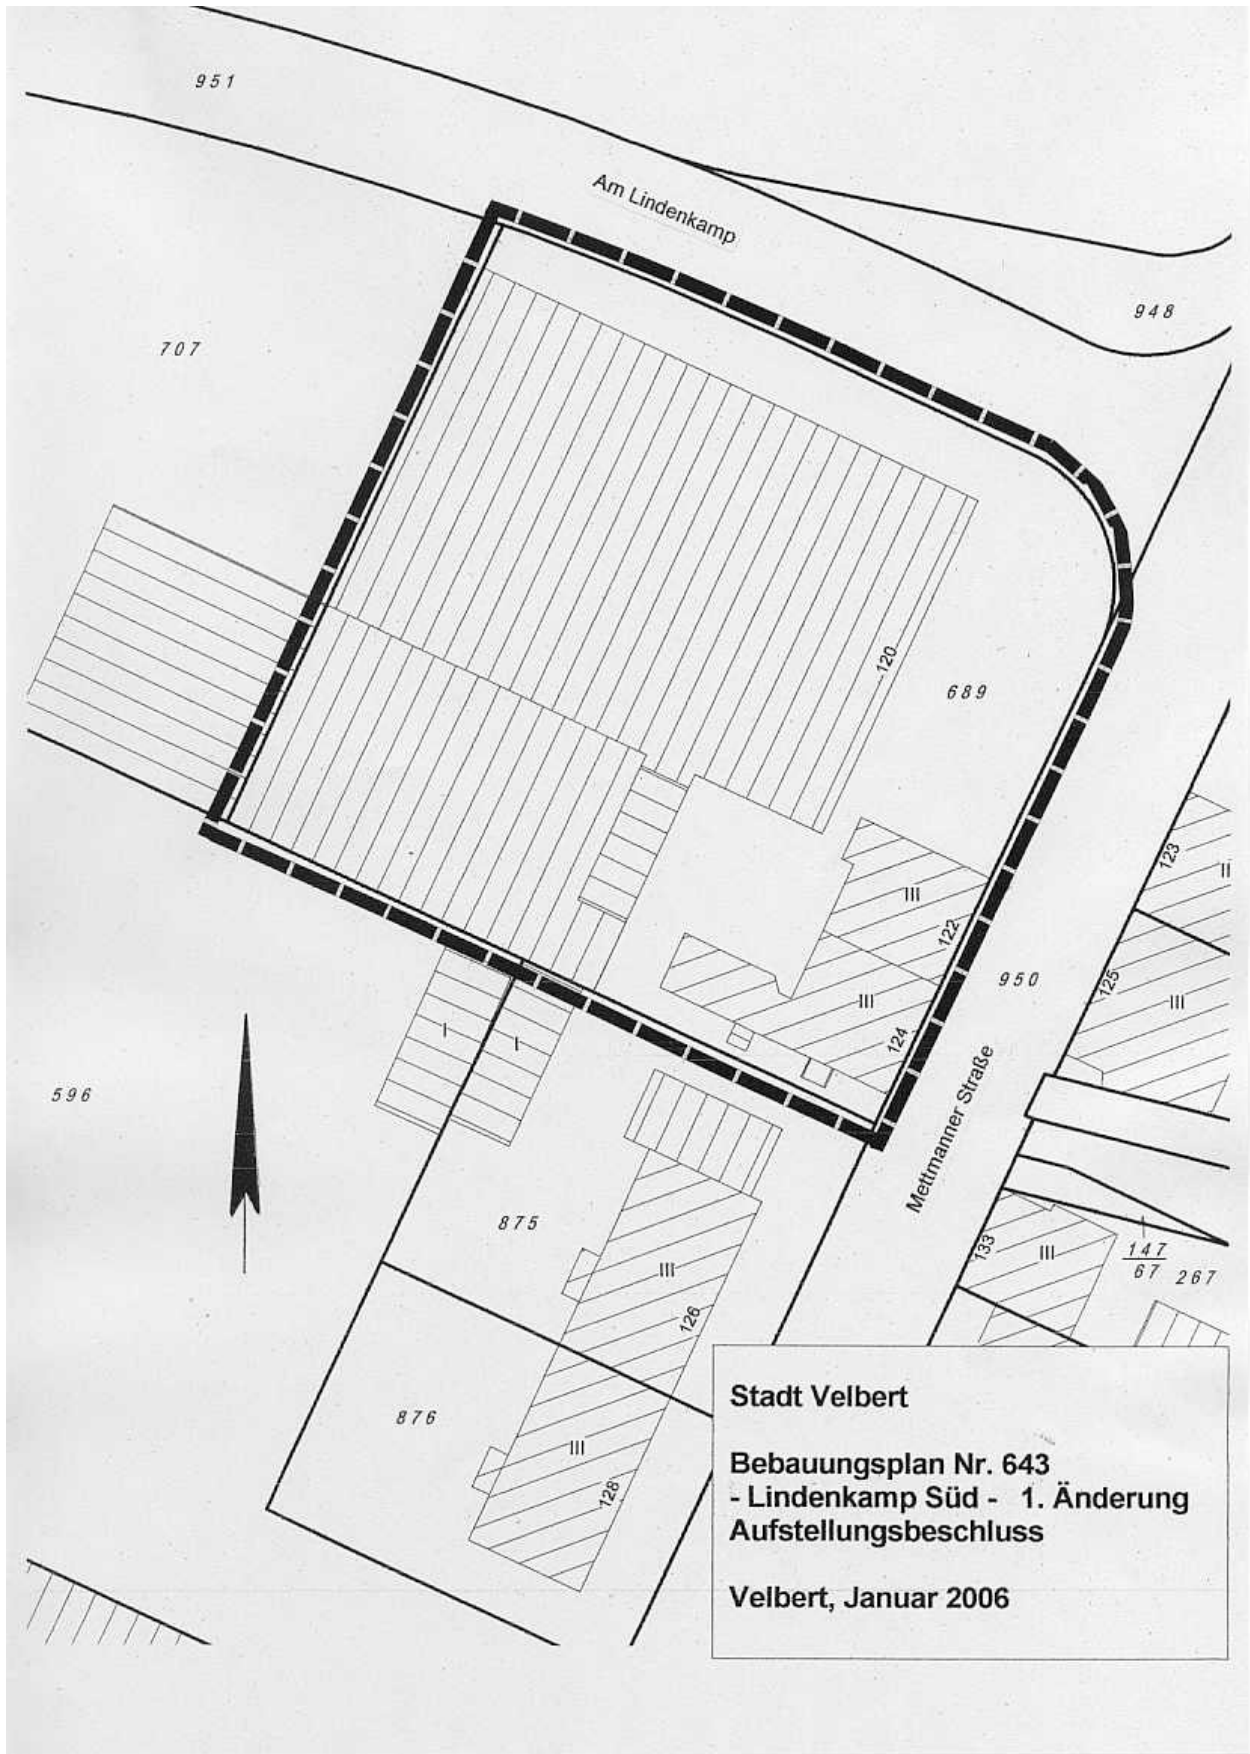 951
Am Lindenkamp
948
707
120
689
123
II
III
122
950
125
III
III
124
I
I
596
Mettmanner Straße
875
133
III
147
67
267
III
126
876
III
128
Stadt Velbert
Bebauungsplan Nr. 643
- Lindenkamp Süd - 1. Änderung
Aufstellungsbeschluss
Velbert, Januar 2006